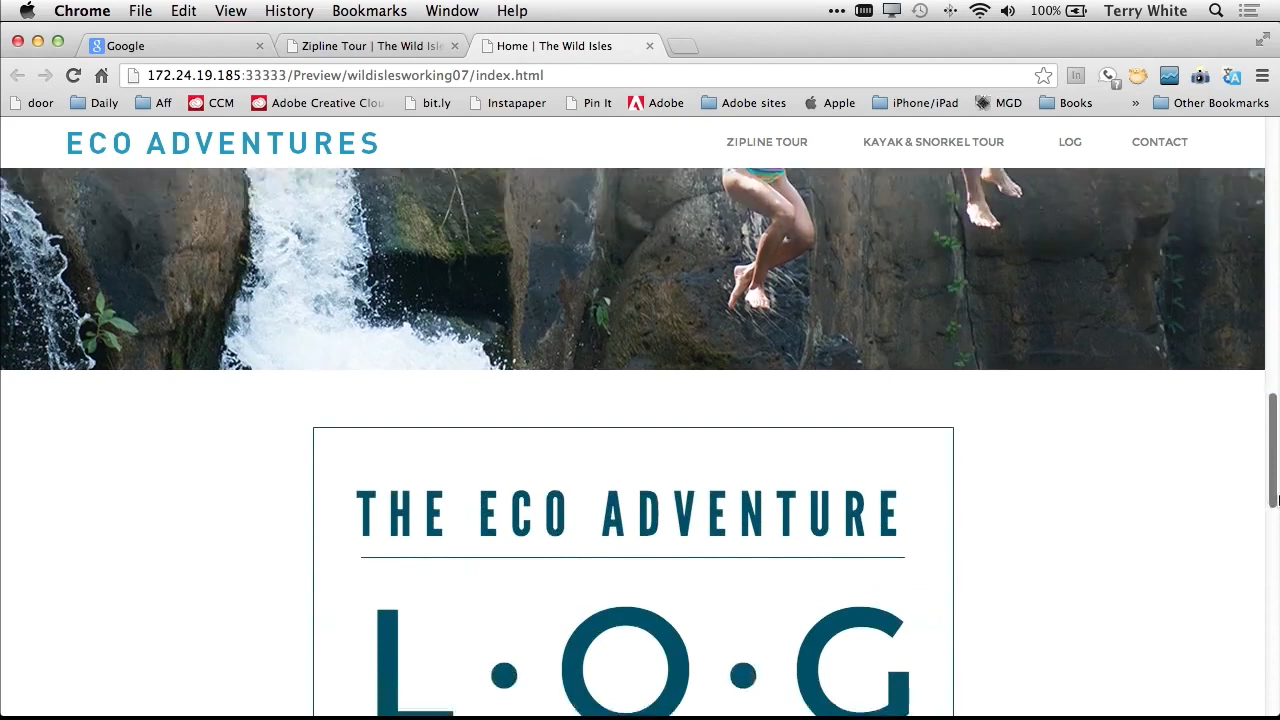 Chrome File Edit View History Bookmarks Window Help 100% Terry White
Google Zipline Tour | The Wild Isle Home | The Wild Isles
172.24.19.185:33333/Preview/wildislesworking07/index.html
door Daily Aff CCM Adobe Creative Clou bit.ly Instapaper Pin It Adobe Adobe sites Apple iPhone/iPad MGD Books » Other Bookmarks
ECO ADVENTURES ZIPLINE TOUR KAYAK & SNORKEL TOUR LOG CONTACT
THE ECO ADVENTURE
L•O•G